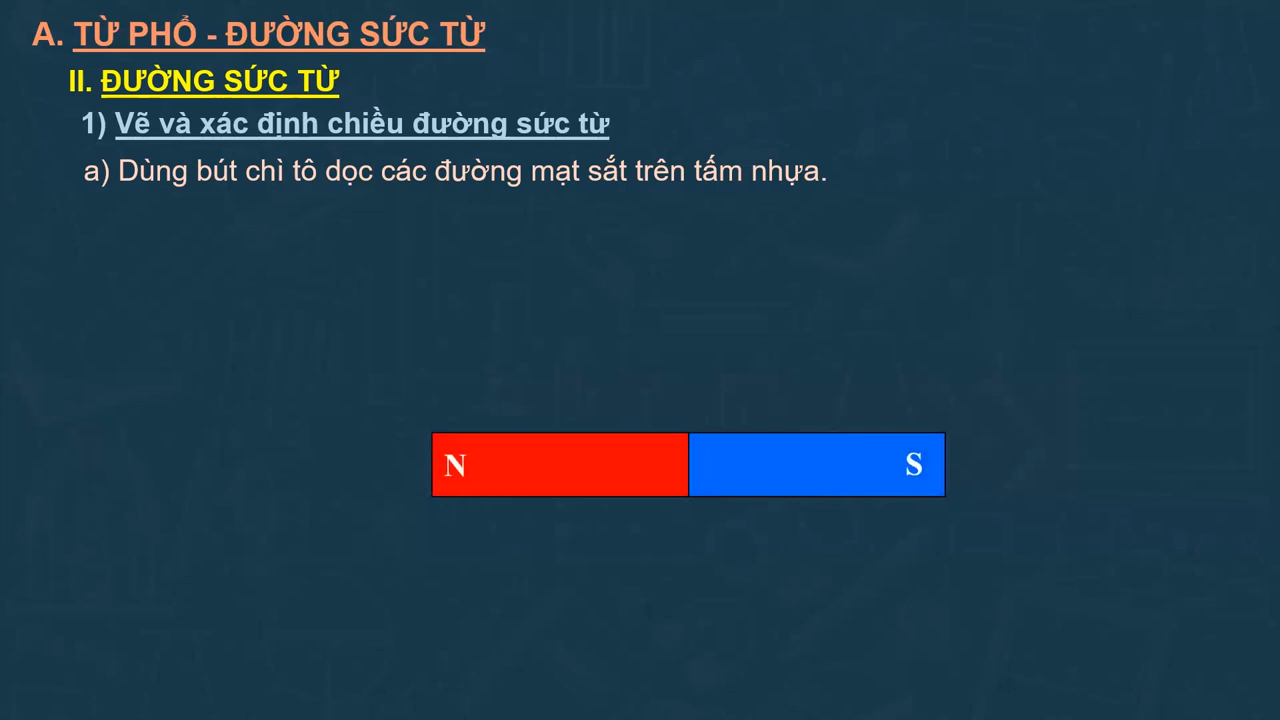 A. TỪ PHỔ - ĐƯỜNG SỨC TỪ
II. ĐƯỜNG SỨC TỪ
1) Vẽ và xác định chiều đường sức từ
a) Dùng bút chì tô dọc các đường mạt sắt trên tấm nhựa.
N S